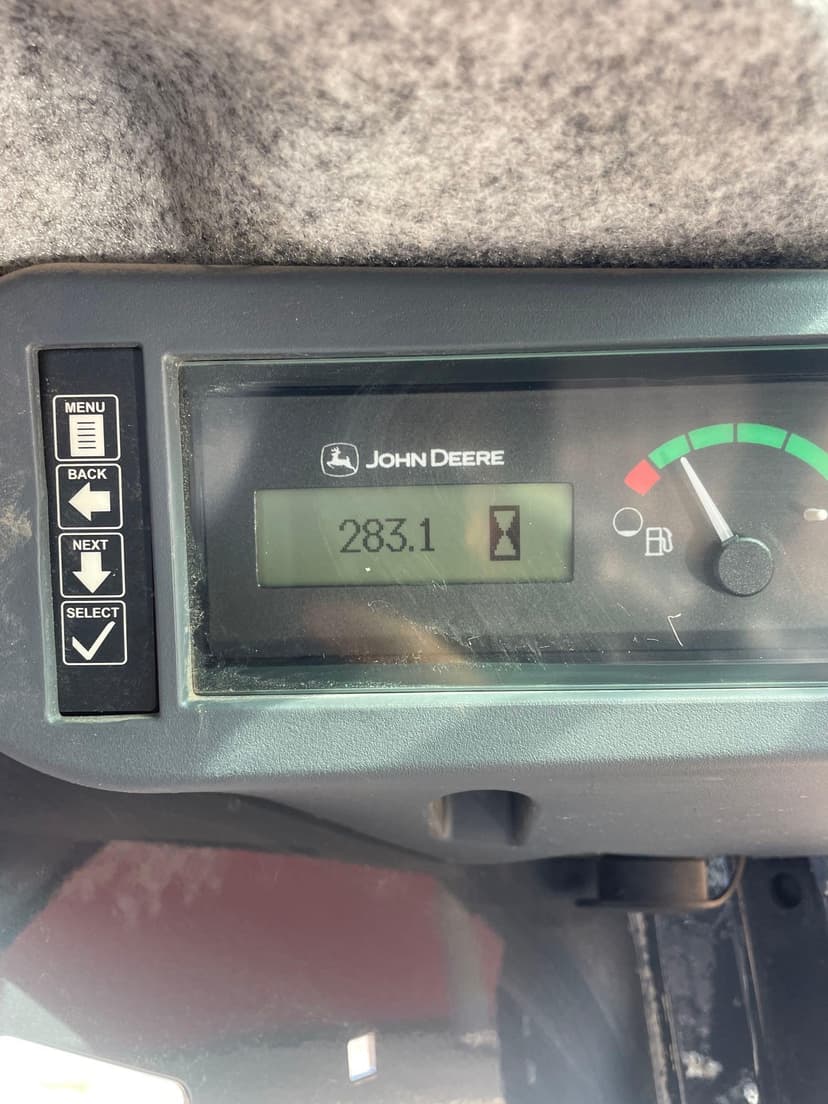 MENU
BACK
NEXT
SELECT
JOHN DEERE
283.1